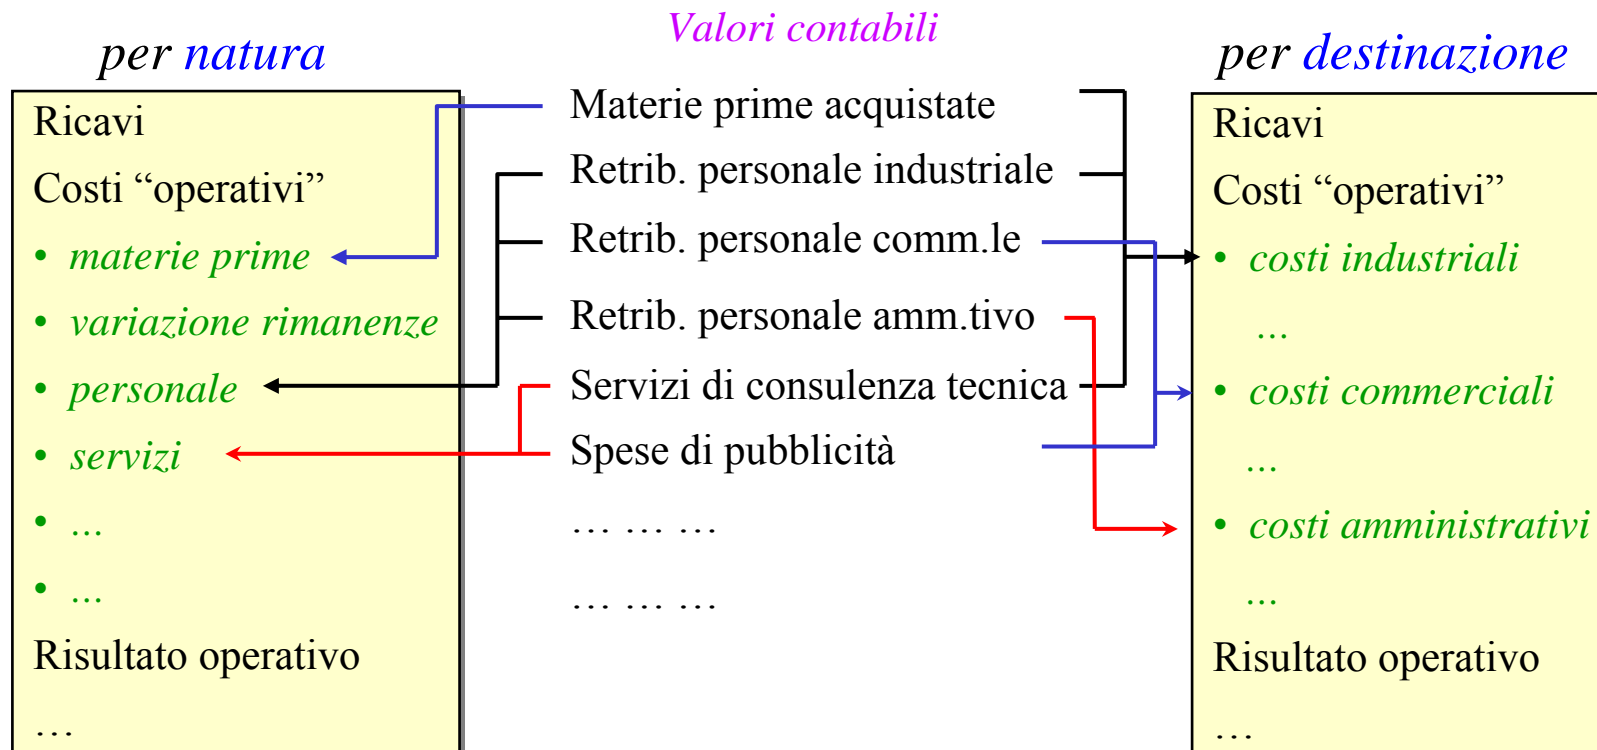 Valori contabili
per natura
Ricavi
Costi “operativi”
• materie prime
• variazione rimanenze
• personale
• servizi
• ...
• ...
Risultato operativo
…
Materie prime acquistate
Retrib. personale industriale
Retrib. personale comm.le
Retrib. personale amm.tivo
Servizi di consulenza tecnica
Spese di pubblicità
… … …
… … …
per destinazione
Ricavi
Costi “operativi”
• costi industriali
...
• costi commerciali
...
• costi amministrativi
...
Risultato operativo
…